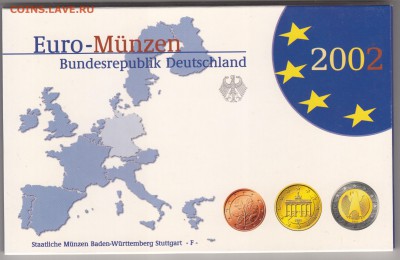 COINS.LAVE.RU
Euro-Münzen
Bundesrepublik Deutschland
2002
Staatliche Münzen Baden-Württemberg Stuttgart - F -